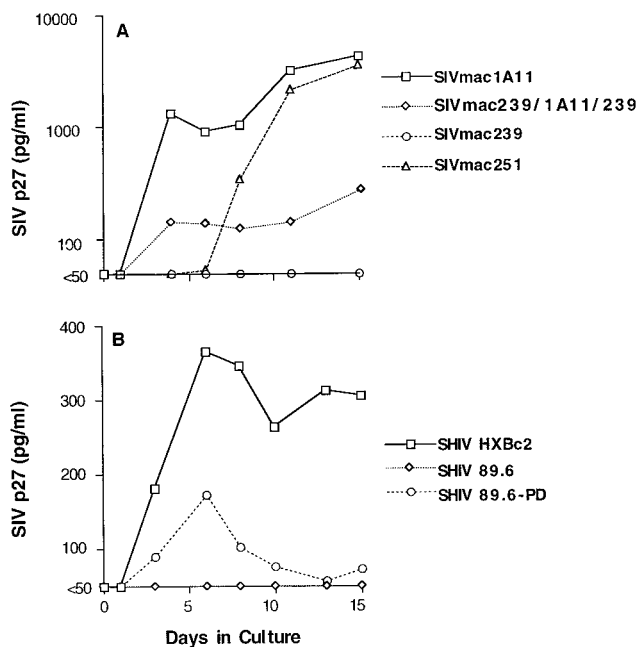 A
10000
1000
100
<50
SIV p27 (pg/ml)
SIVmac1A11
SIVmac239/1A11/239
SIVmac239
SIVmac251
B
400
300
200
100
<50
SIV p27 (pg/ml)
SHIV HXBc2
SHIV 89.6
SHIV 89.6-PD
0 5 10 15
Days in Culture